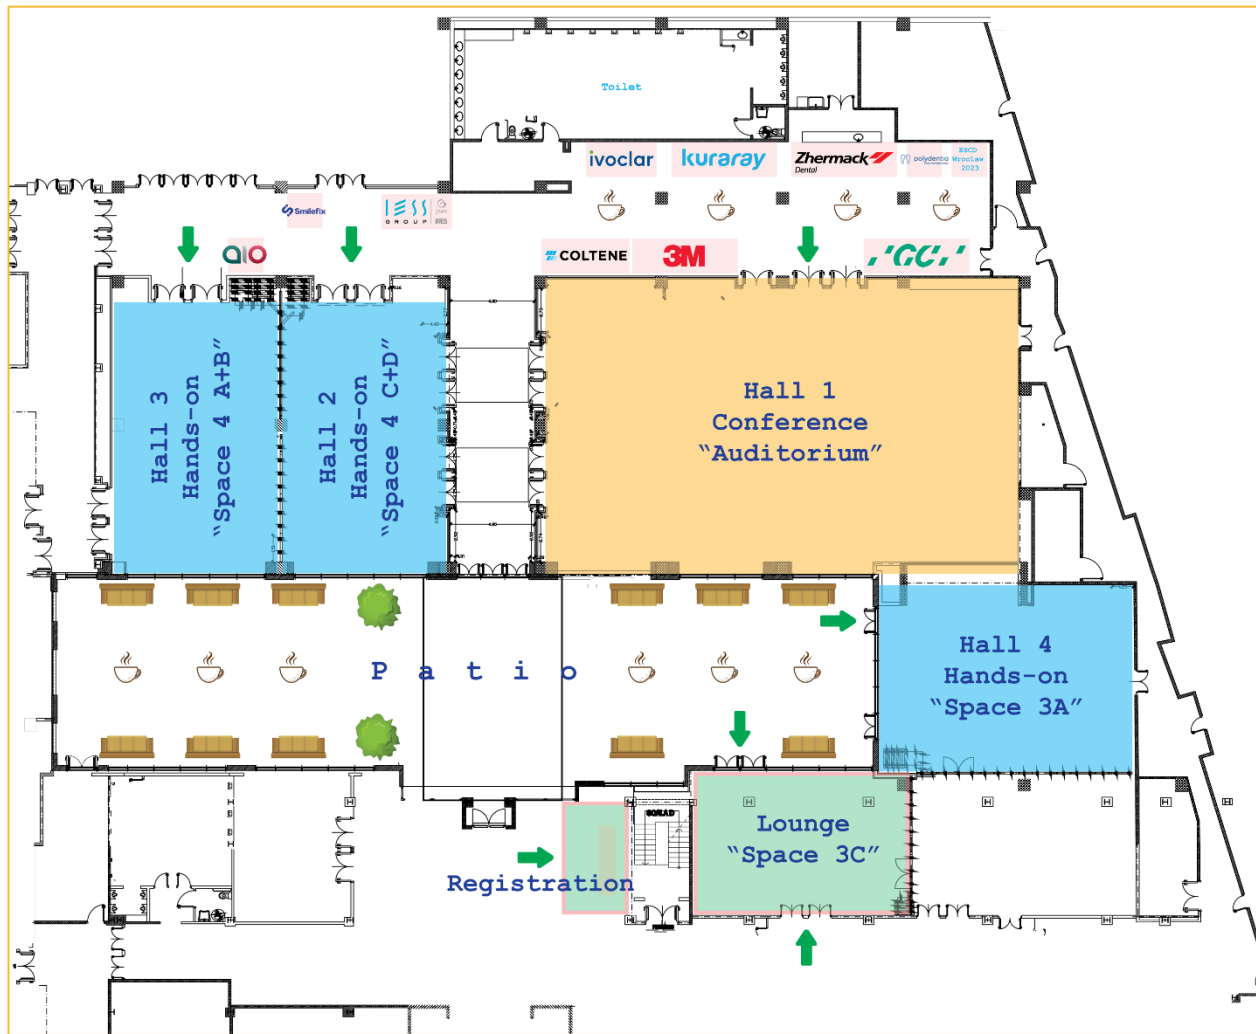 Toilet
ivoclar
kuraray
Zhermack
Dental
polydentia
ESCD
Wroclaw
2023
Smilefix
IESS
GROUP
aio
COLTENE
3M
GC
Hall 3
Hands-on
“Space 4 A+B”
Hall 2
Hands-on
“Space 4 C+D”
Hall 1
Conference
“Auditorium”
Patio
Hall 4
Hands-on
“Space 3A”
Lounge
“Space 3C”
Registration